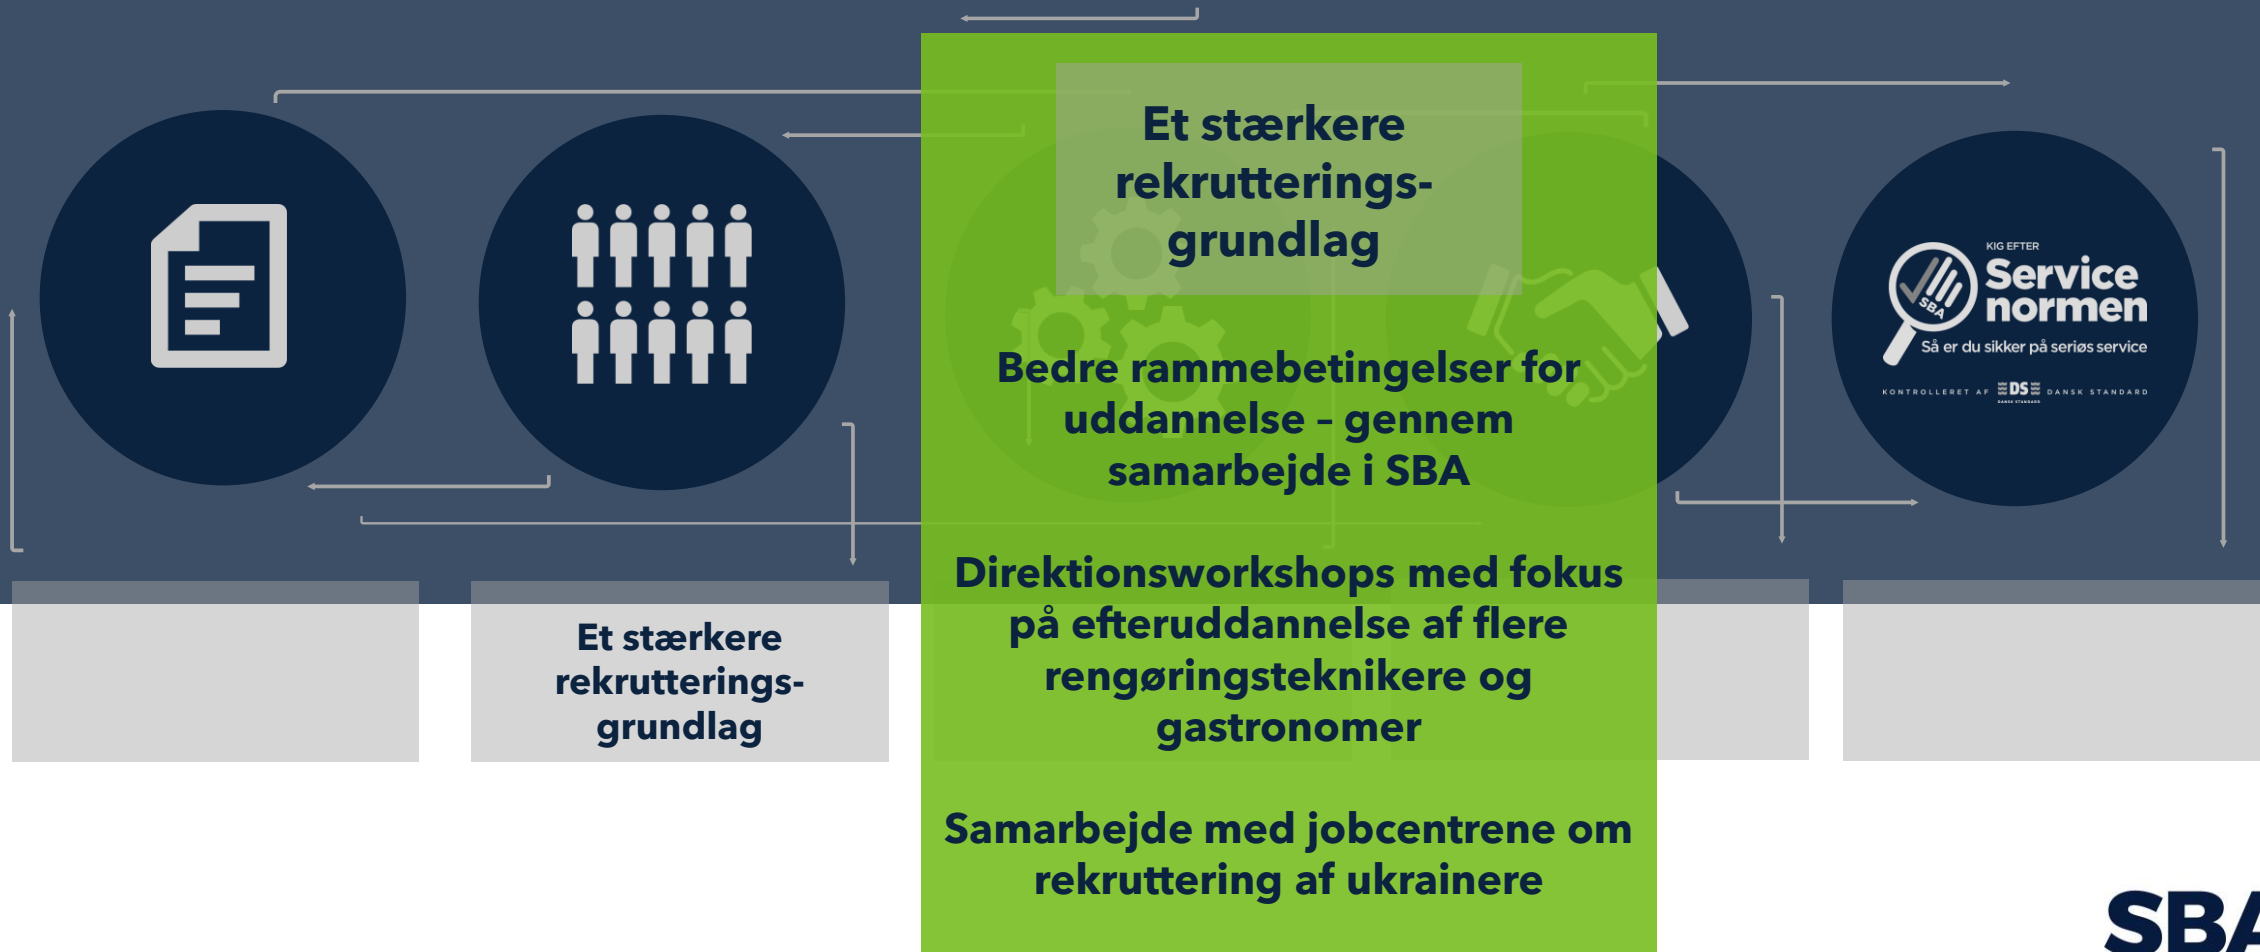 Et stærkere
rekrutterings-
grundlag
Bedre rammebetingelser for
uddannelse – gennem
samarbejde i SBA
Direktionsworkshops med fokus
på efteruddannelse af flere
rengøringsteknikere og
gastronomer
Samarbejde med jobcentrene om
rekruttering af ukrainere
Et stærkere
rekrutterings-
grundlag
KIG EFTER
Service
normen
SBA
Så er du sikker på seriøs service
KONTROLLERET AF DS DANSK STANDARD
DANSK STANDARD
SBA